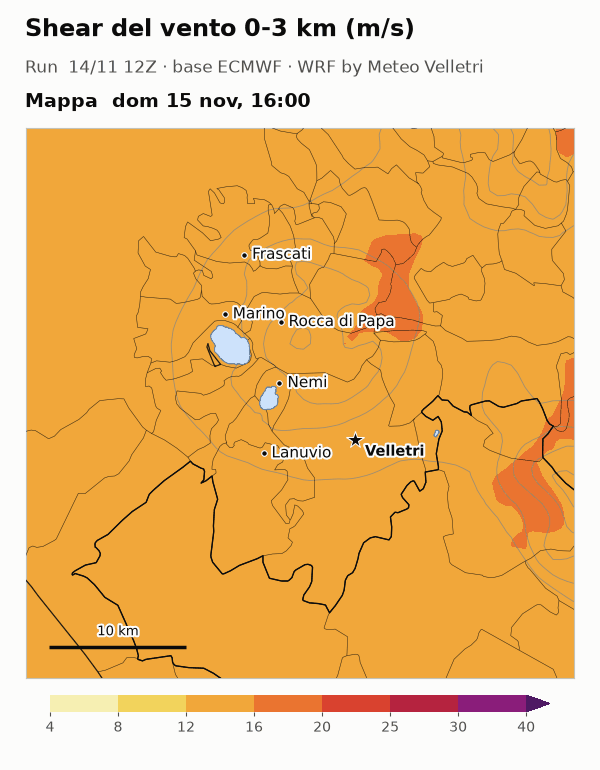 Shear del vento 0-3 km (m/s)
Run  14/11 12Z · base ECMWF · WRF by Meteo Velletri
Mappa  dom 15 nov, 16:00
Frascati
Marino
Rocca di Papa
Nemi
Velletri
Lanuvio
10 km
4 8 12 16 20 25 30 40